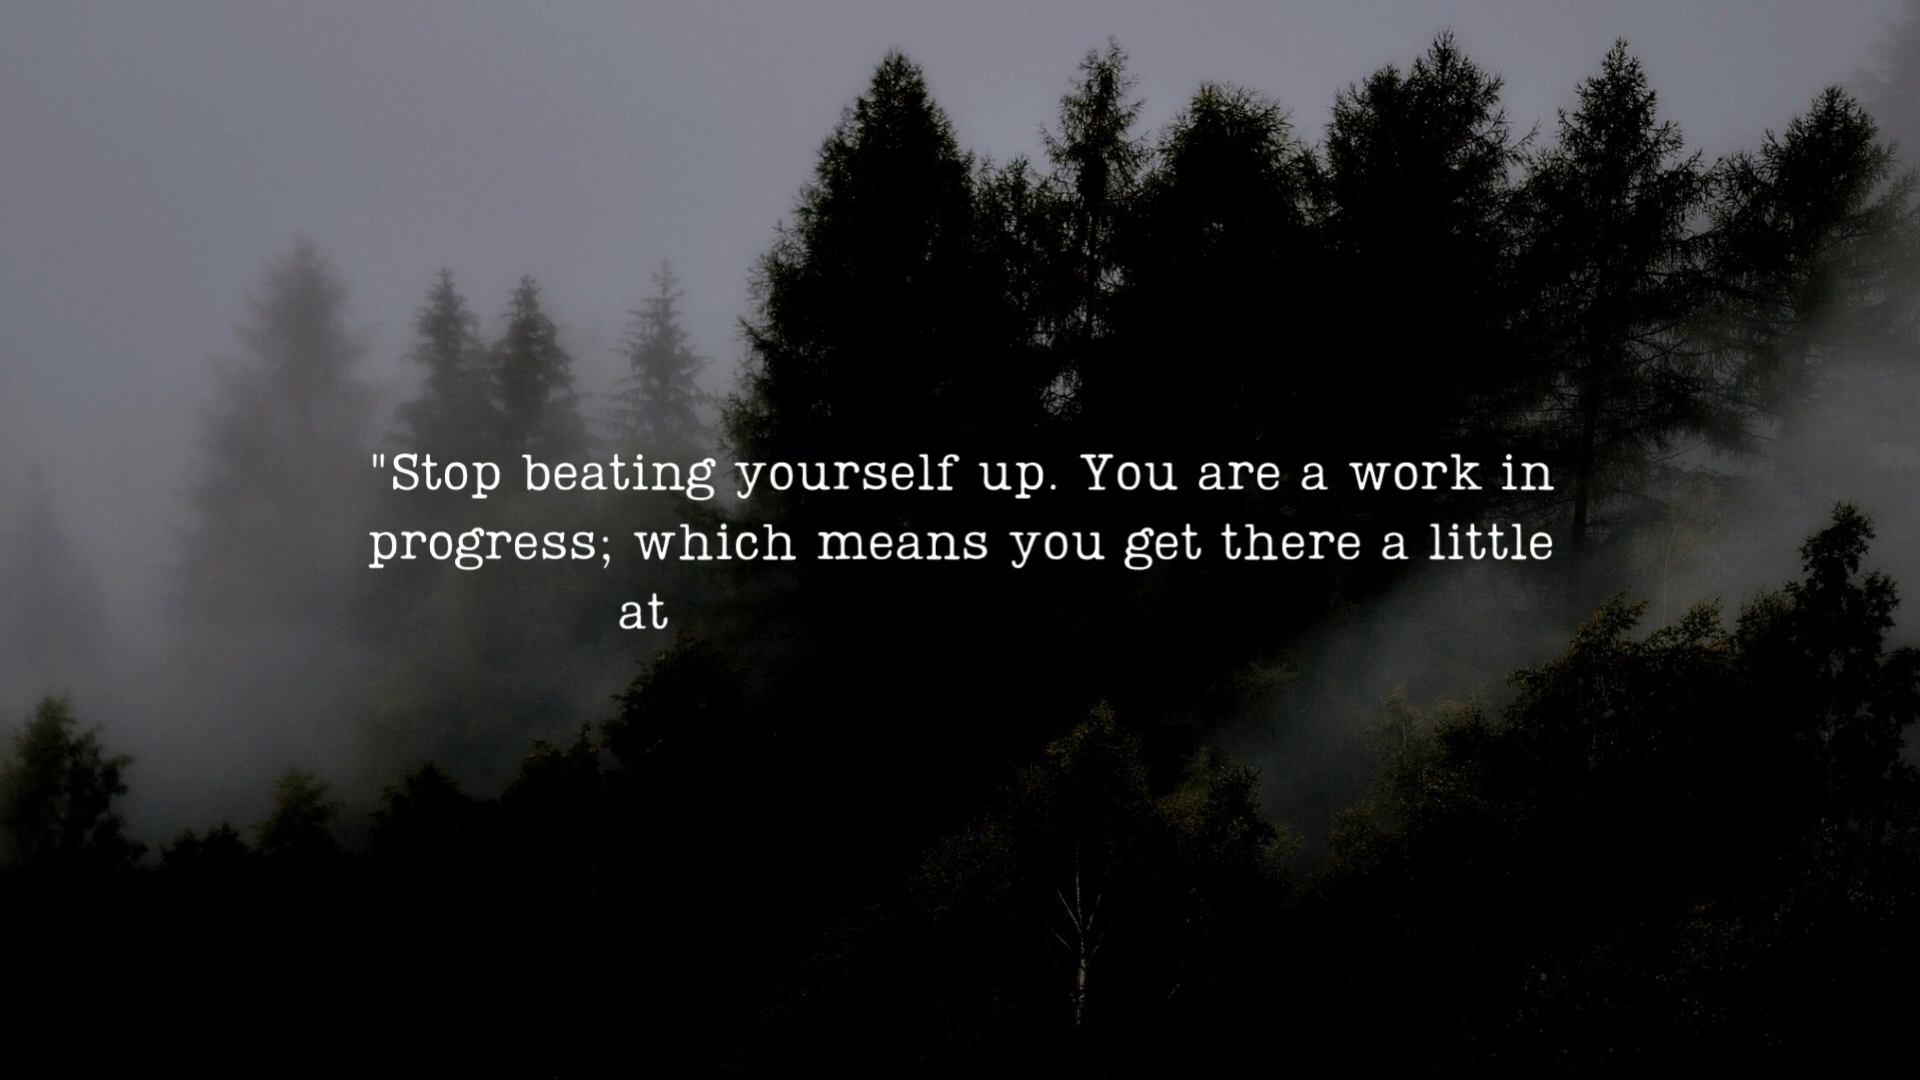 "Stop beating yourself up. You are a work in
progress; which means you get there a little
at